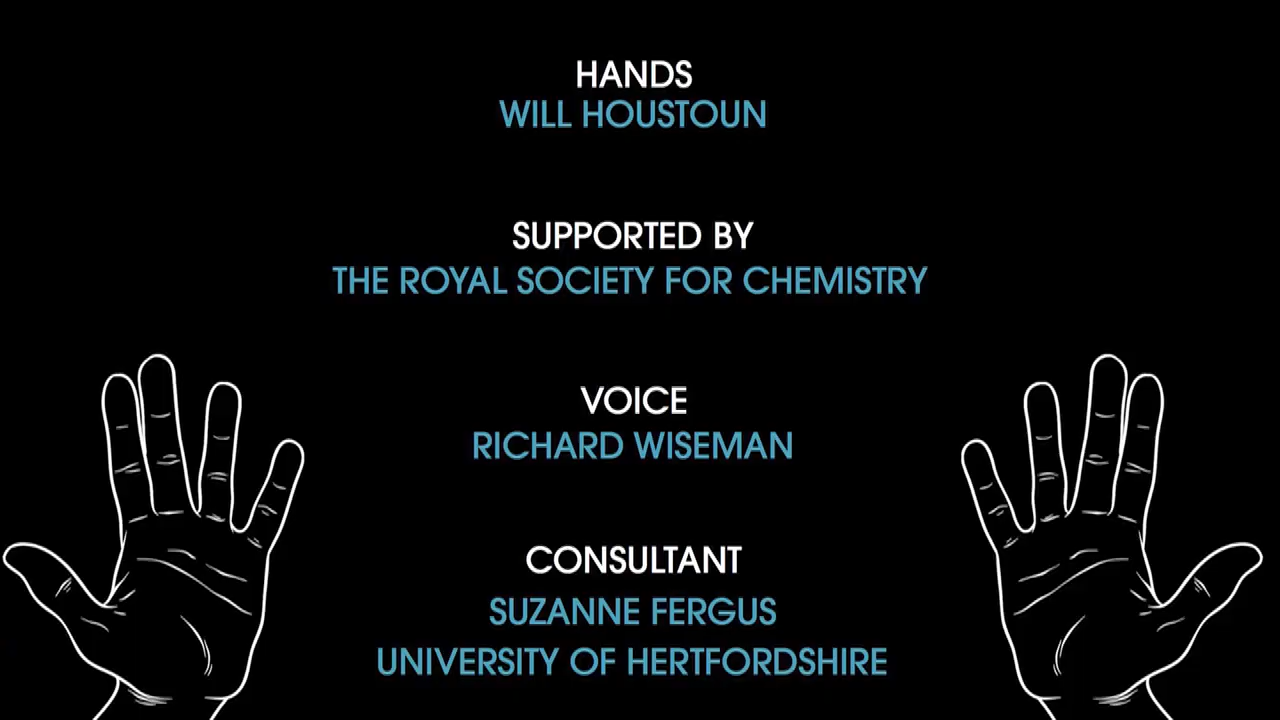 HANDS
WILL HOUSTOUN
SUPPORTED BY
THE ROYAL SOCIETY FOR CHEMISTRY
VOICE
RICHARD WISEMAN
CONSULTANT
SUZANNE FERGUS
UNIVERSITY OF HERTFORDSHIRE